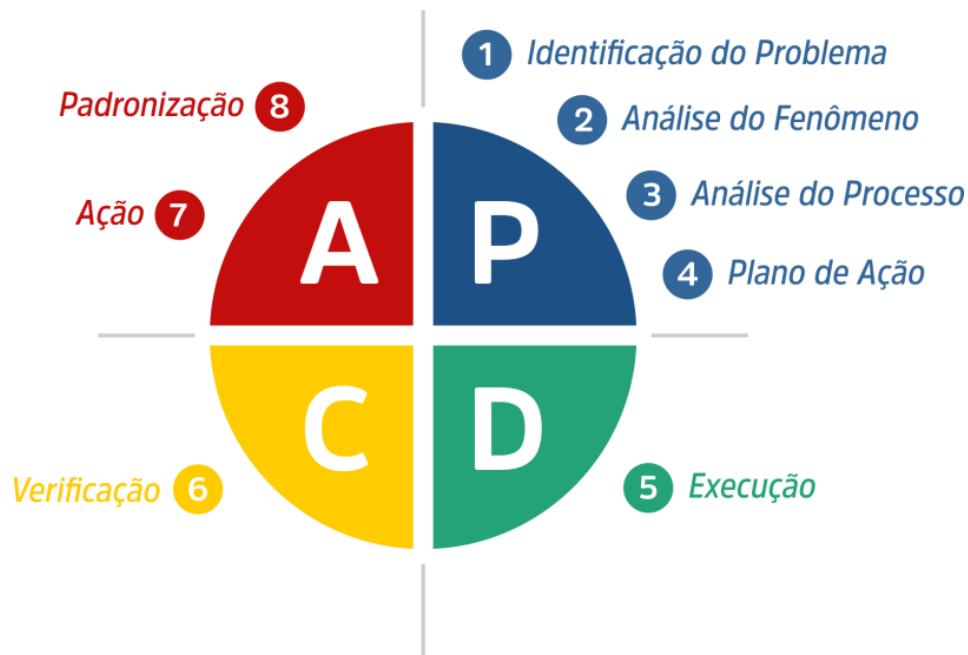 1 Identificação do Problema
2 Análise do Fenômeno
3 Análise do Processo
4 Plano de Ação
5 Execução
6 Verificação
7 Ação
8 Padronização
A P
C D